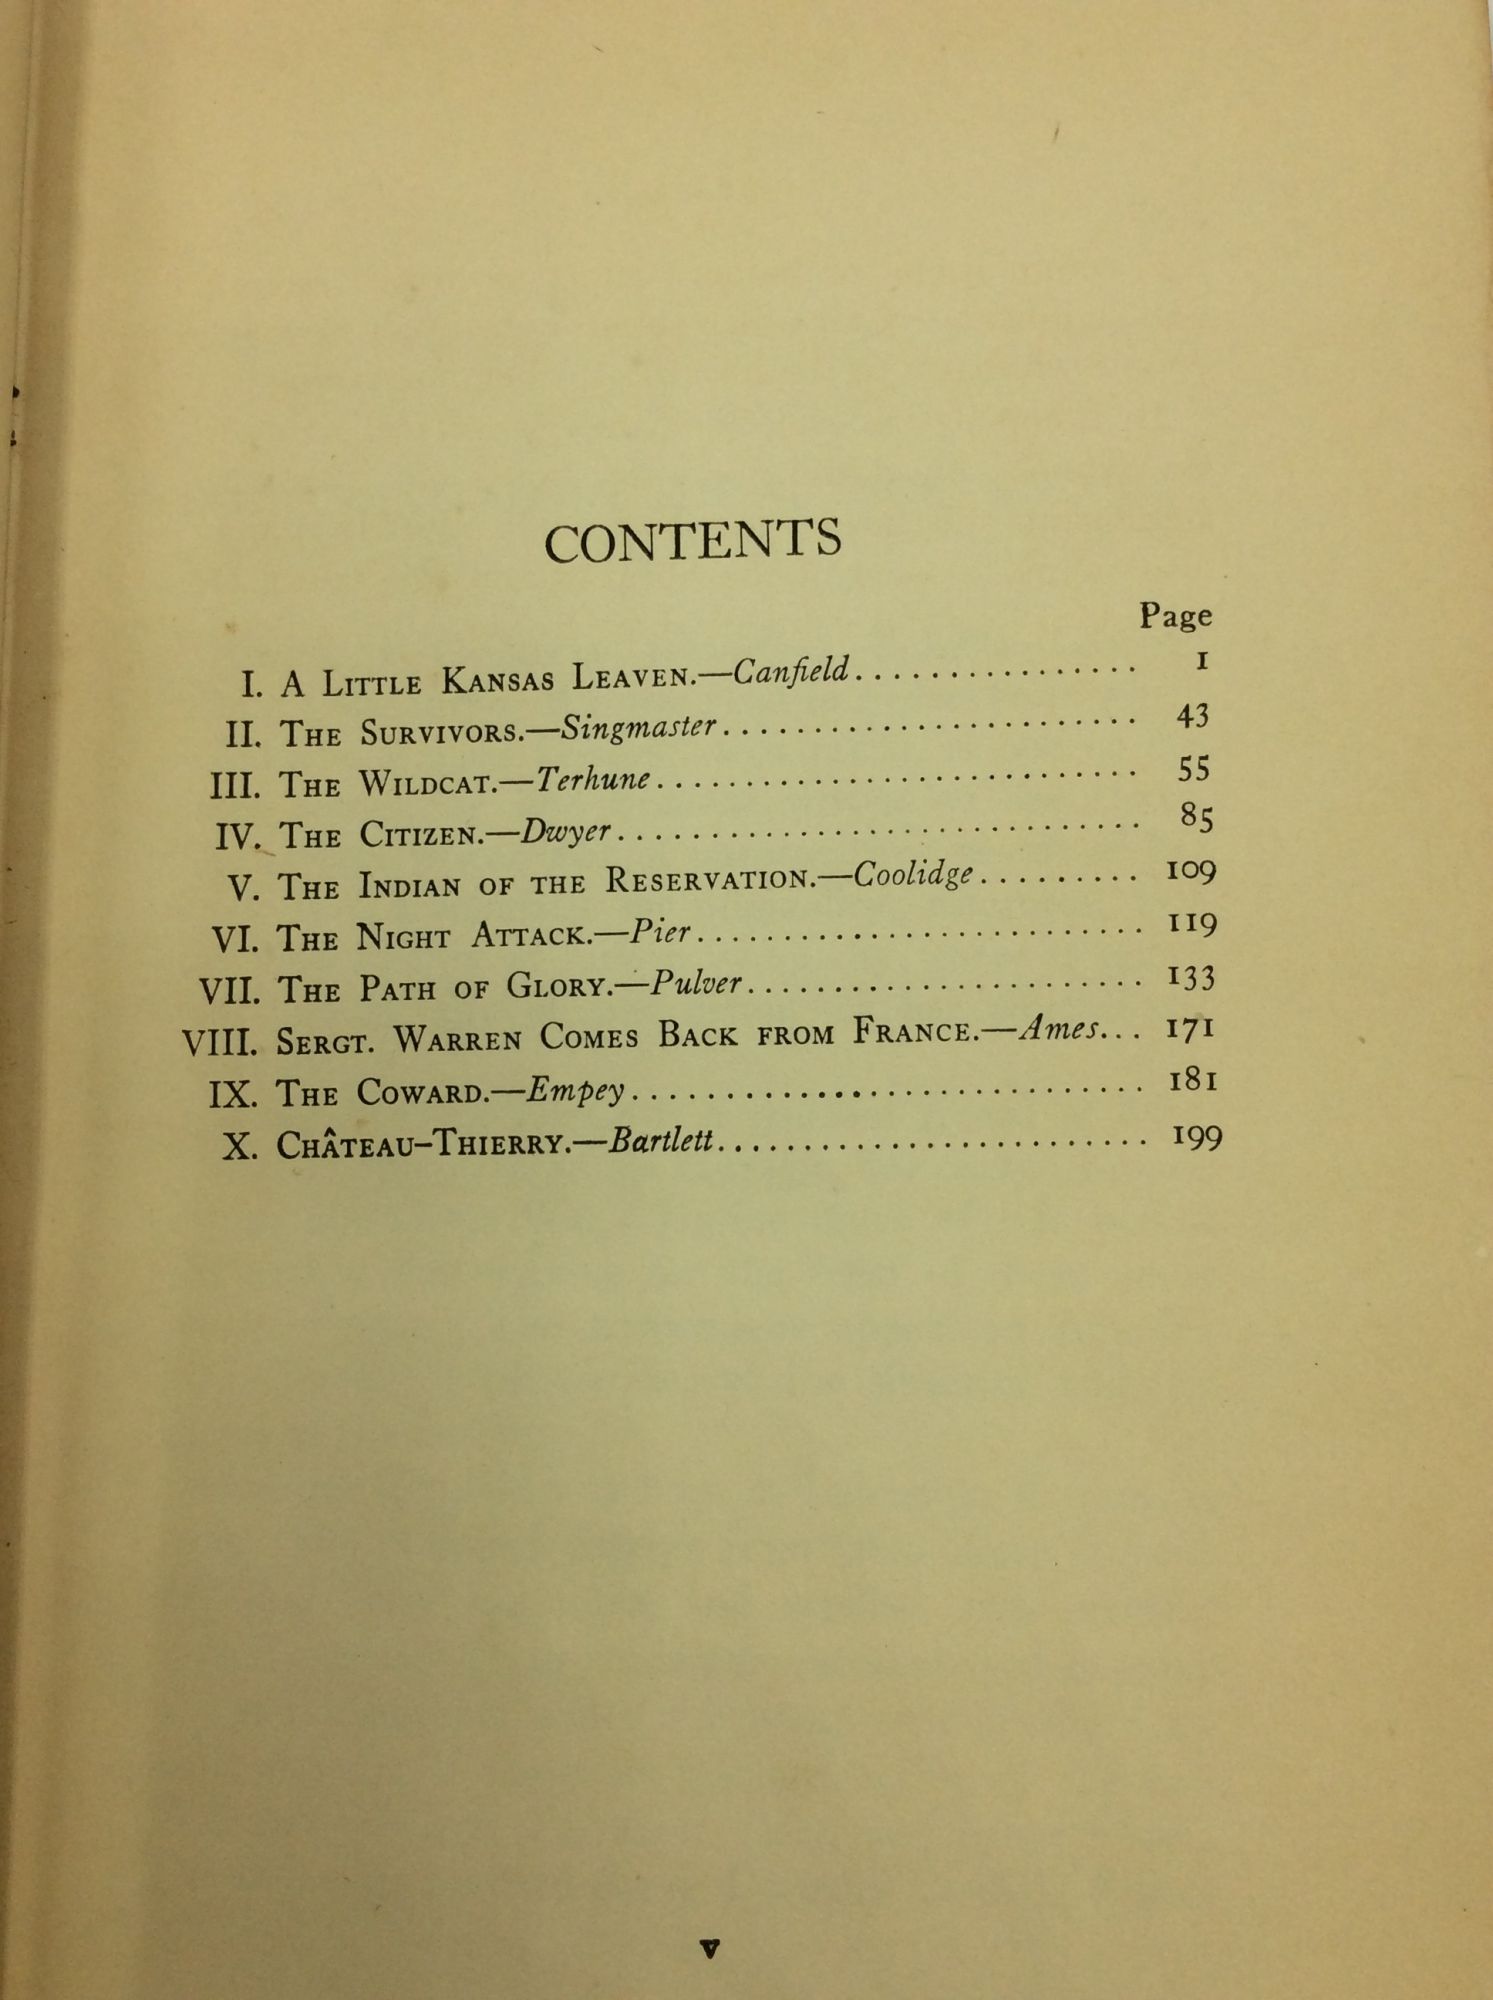 CONTENTS
Page
I. A Little Kansas Leaven.—Canfield................ 1
II. The Survivors.—Singmaster....................... 43
III. The Wildcat.—Terhune........................... 55
IV. The Citizen.—Dwyer............................. 85
V. The Indian of the Reservation.—Coolidge......... 109
VI. The Night Attack.—Pier......................... 119
VII. The Path of Glory.—Pulver...................... 133
VIII. Sergt. Warren Comes Back from France.—Ames... 171
IX. The Coward.—Empey............................. 181
X. Château-Thierry.—Bartlett......................... 199
v